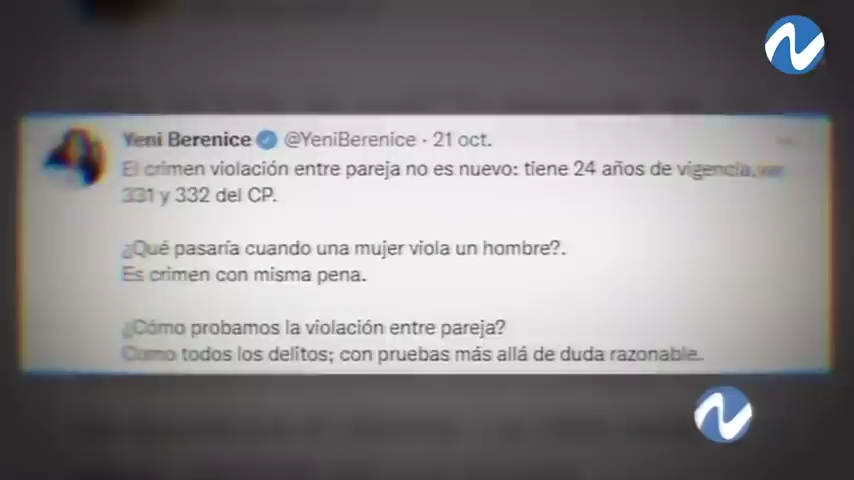 Yeni Berenice @YeniBerenice · 21 oct.
El crimen violación entre pareja no es nuevo: tiene 24 años de vigencia, ver
331 y 332 del CP.
¿Qué pasaría cuando una mujer viola un hombre?.
Es crimen con misma pena.
¿Cómo probamos la violación entre pareja?
Como todos los delitos; con pruebas más allá de duda razonable.